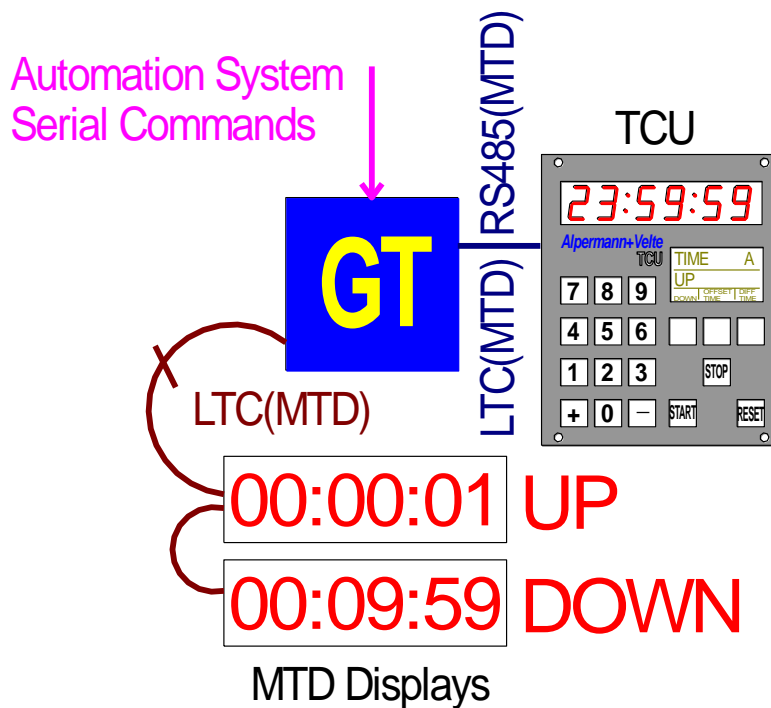 Automation System
Serial Commands
RS485(MTD)
LTC(MTD)
TCU
GT
23:59:59
Alpermann+Velte
TCU
TIME A
UP
DOWN OFFSET TIME DIFF TIME
7 8 9
4 5 6
1 2 3 STOP
+ 0 − START RESET
LTC(MTD)
00:00:01 UP
00:09:59 DOWN
MTD Displays